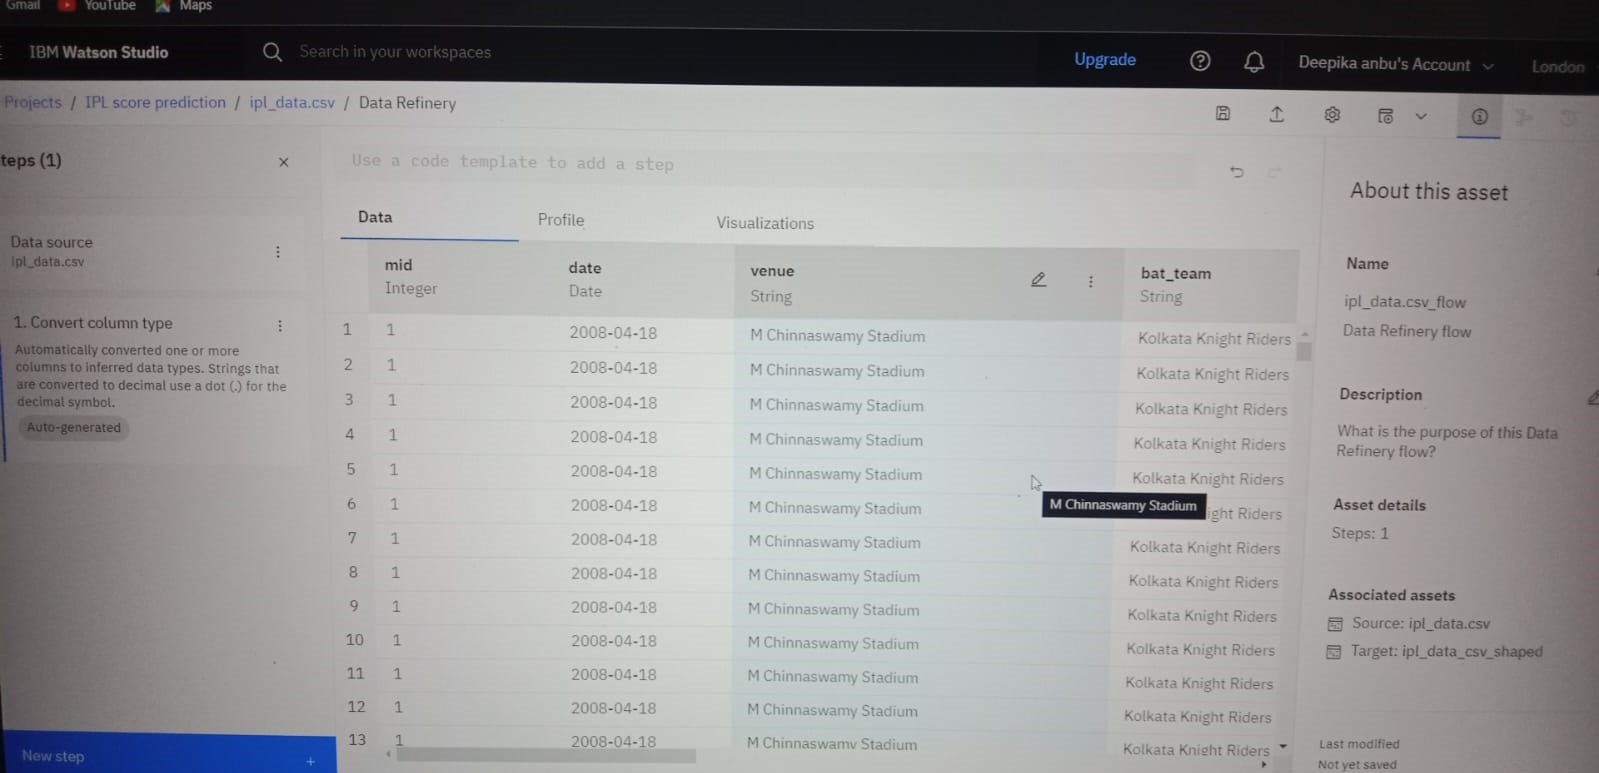 Gmail YouTube Maps
IBM Watson Studio Search in your workspaces Upgrade Deepika anbu's Account London
Projects / IPL score prediction / ipl_data.csv / Data Refinery
teps (1)
Use a code template to add a step
Data Profile Visualizations
Data source
ipl_data.csv
1. Convert column type
Automatically converted one or more
columns to inferred data types. Strings that
are converted to decimal use a dot (.) for the
decimal symbol.
Auto-generated
New step +
mid date venue bat_team
Integer Date String String
1 1 2008-04-18 M Chinnaswamy Stadium Kolkata Knight Riders
2 1 2008-04-18 M Chinnaswamy Stadium Kolkata Knight Riders
3 1 2008-04-18 M Chinnaswamy Stadium Kolkata Knight Riders
4 1 2008-04-18 M Chinnaswamy Stadium Kolkata Knight Riders
5 1 2008-04-18 M Chinnaswamy Stadium Kolkata Knight Riders
6 1 2008-04-18 M Chinnaswamy Stadium ight Riders
M Chinnaswamy Stadium
7 1 2008-04-18 M Chinnaswamy Stadium Kolkata Knight Riders
8 1 2008-04-18 M Chinnaswamy Stadium Kolkata Knight Riders
9 1 2008-04-18 M Chinnaswamy Stadium Kolkata Knight Riders
10 1 2008-04-18 M Chinnaswamy Stadium Kolkata Knight Riders
11 1 2008-04-18 M Chinnaswamy Stadium Kolkata Knight Riders
12 1 2008-04-18 M Chinnaswamy Stadium Kolkata Knight Riders
13 1 2008-04-18 M Chinnaswamy Stadium Kolkata Knight Riders
About this asset
Name
ipl_data.csv_flow
Data Refinery flow
Description
What is the purpose of this Data
Refinery flow?
Asset details
Steps: 1
Associated assets
Source: ipl_data.csv
Target: ipl_data_csv_shaped
Last modified
Not yet saved